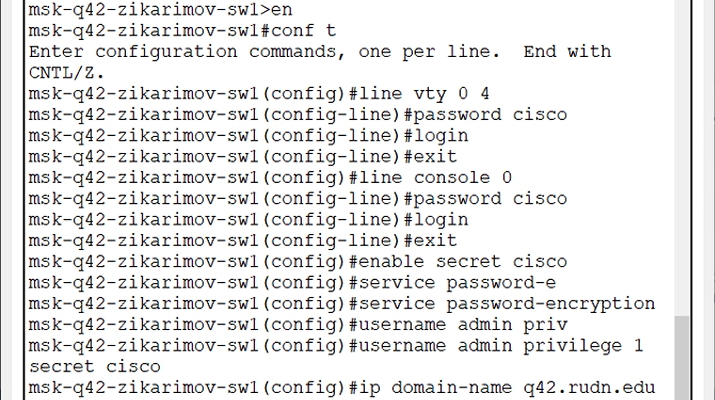 msk-q42-zikarimov-sw1>en
msk-q42-zikarimov-sw1#conf t
Enter configuration commands, one per line.  End with
CNTL/Z.
msk-q42-zikarimov-sw1(config)#line vty 0 4
msk-q42-zikarimov-sw1(config-line)#password cisco
msk-q42-zikarimov-sw1(config-line)#login
msk-q42-zikarimov-sw1(config-line)#exit
msk-q42-zikarimov-sw1(config)#line console 0
msk-q42-zikarimov-sw1(config-line)#password cisco
msk-q42-zikarimov-sw1(config-line)#login
msk-q42-zikarimov-sw1(config-line)#exit
msk-q42-zikarimov-sw1(config)#enable secret cisco
msk-q42-zikarimov-sw1(config)#service password-e
msk-q42-zikarimov-sw1(config)#service password-encryption
msk-q42-zikarimov-sw1(config)#username admin priv
msk-q42-zikarimov-sw1(config)#username admin privilege 1
secret cisco
msk-q42-zikarimov-sw1(config)#ip domain-name q42.rudn.edu